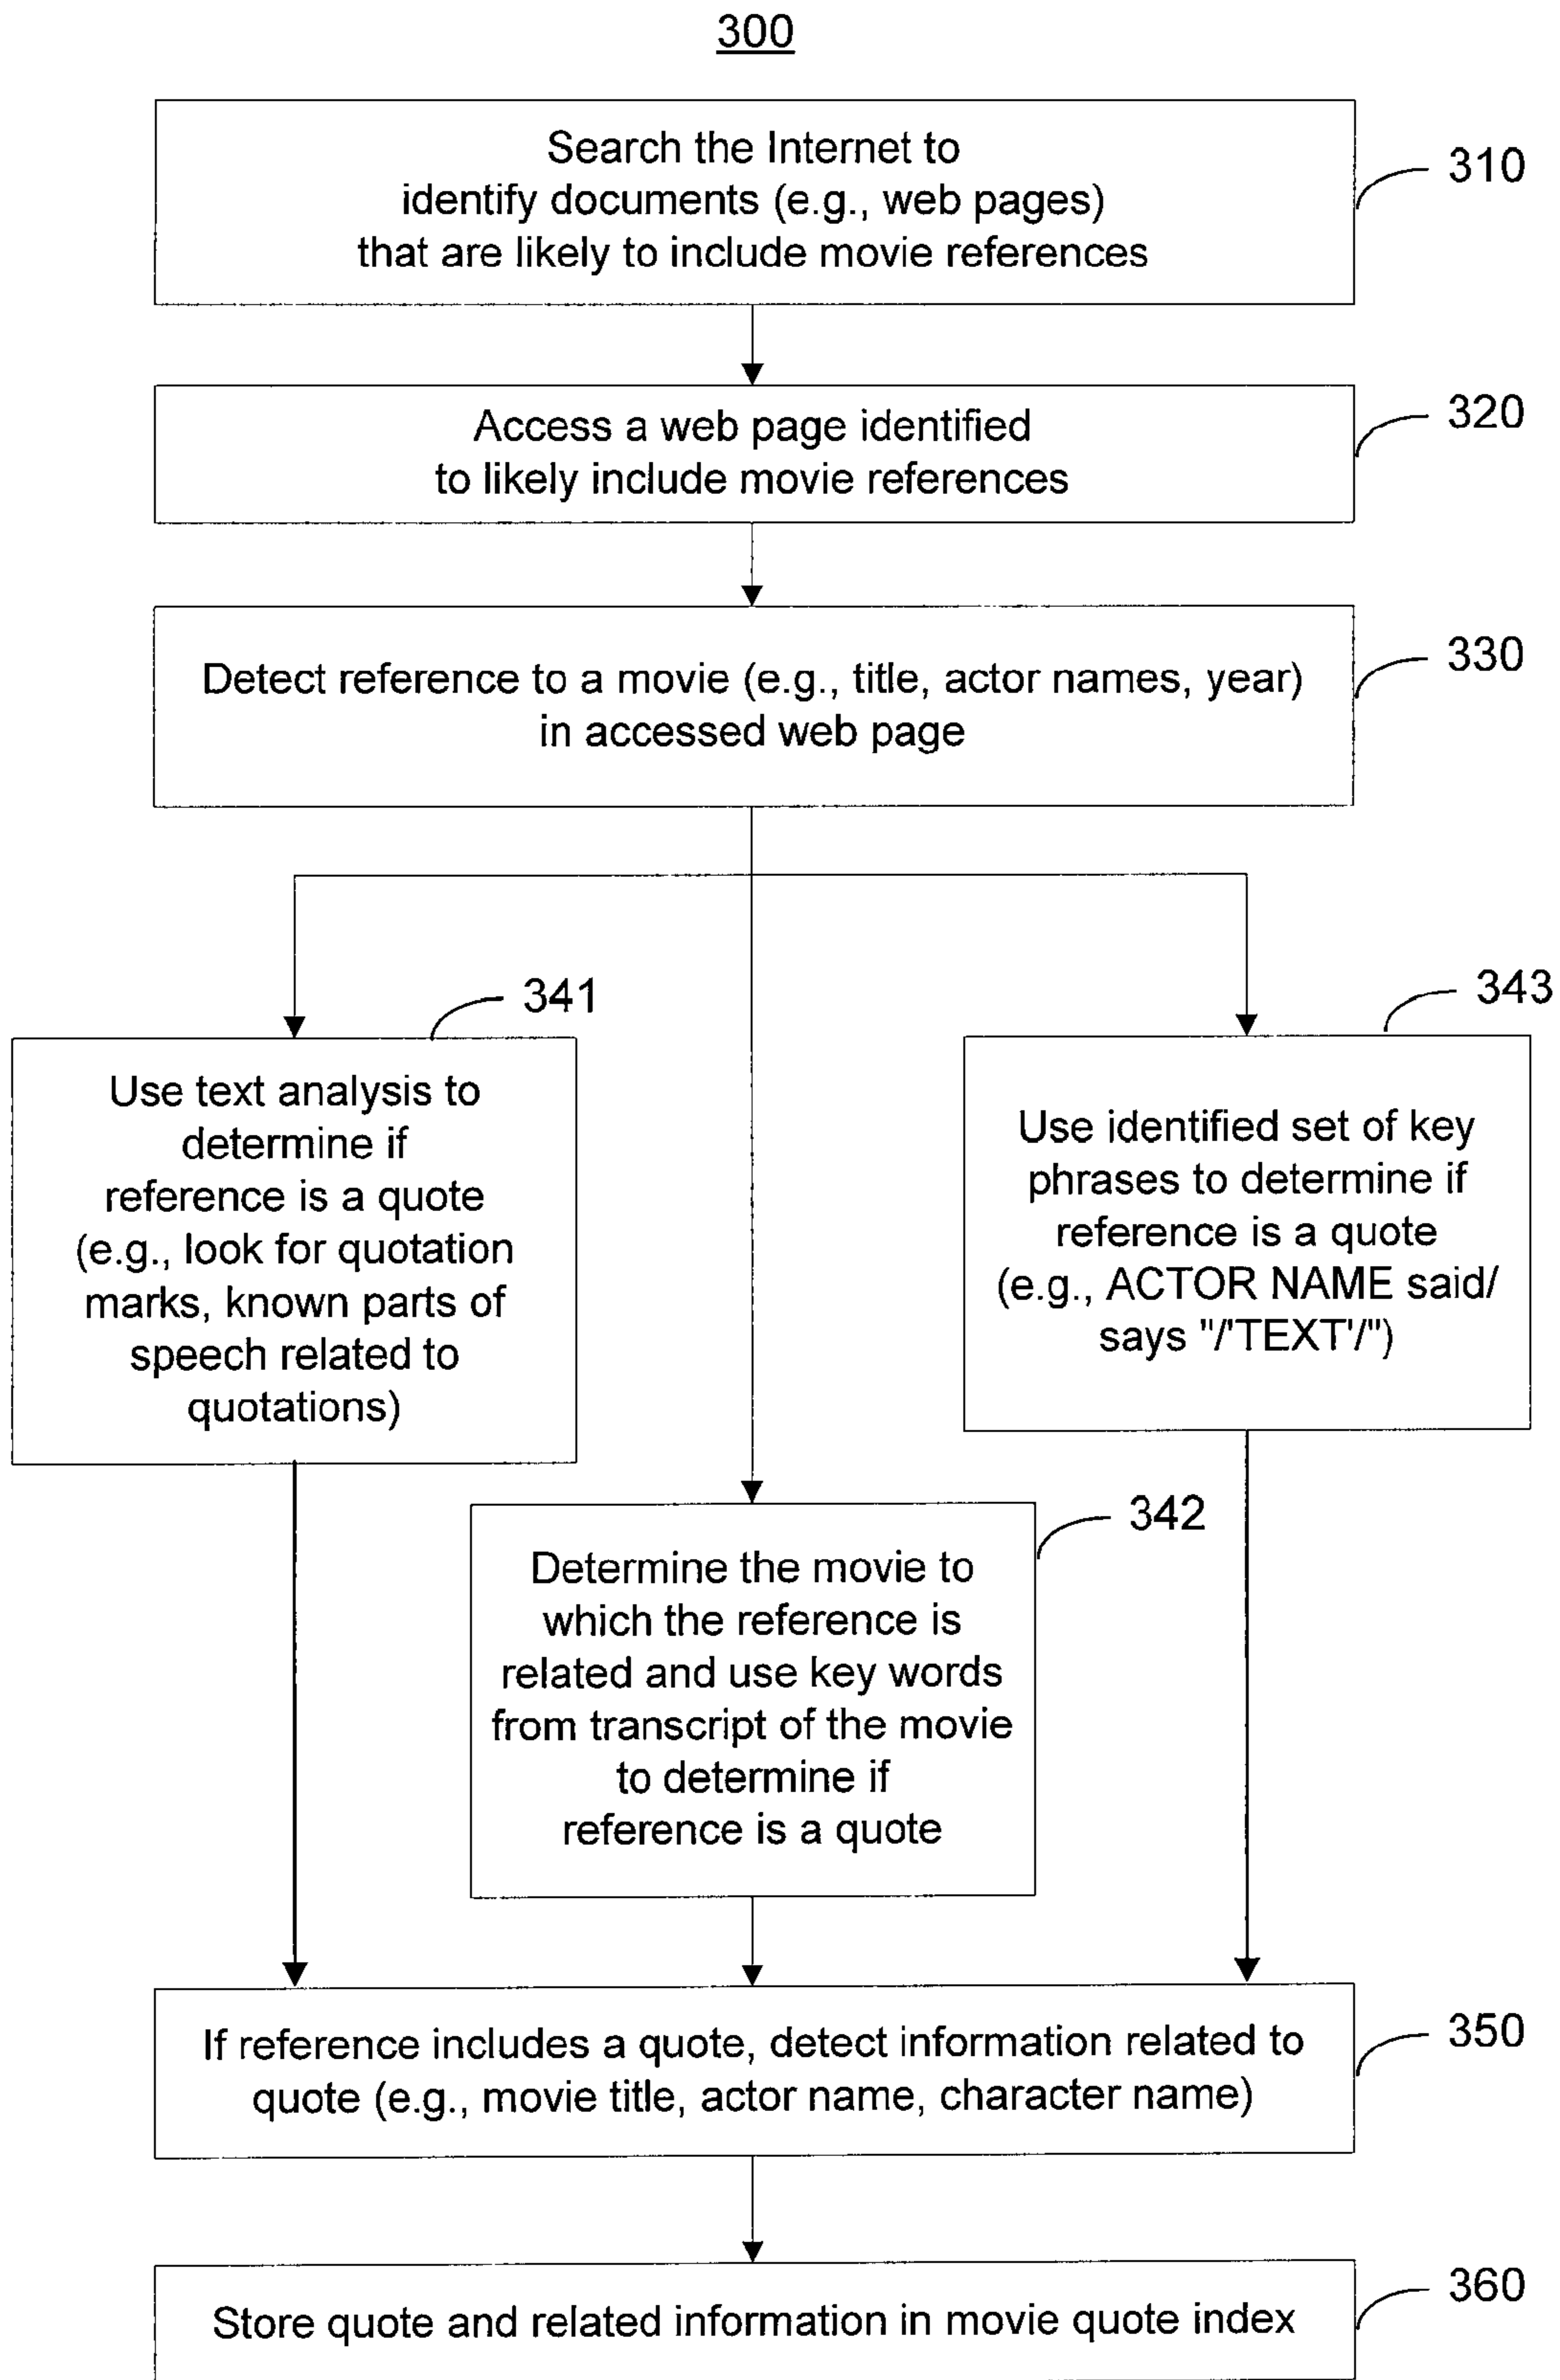 300
Search the Internet to
identify documents (e.g., web pages)
that are likely to include movie references
310
Access a web page identified
to likely include movie references
320
Detect reference to a movie (e.g., title, actor names, year)
in accessed web page
330
341
Use text analysis to
determine if
reference is a quote
(e.g., look for quotation
marks, known parts of
speech related to
quotations)
343
Use identified set of key
phrases to determine if
reference is a quote
(e.g., ACTOR NAME said/
says "/'TEXT'/")
342
Determine the movie to
which the reference is
related and use key words
from transcript of the movie
to determine if
reference is a quote
If reference includes a quote, detect information related to
quote (e.g., movie title, actor name, character name)
350
Store quote and related information in movie quote index
360